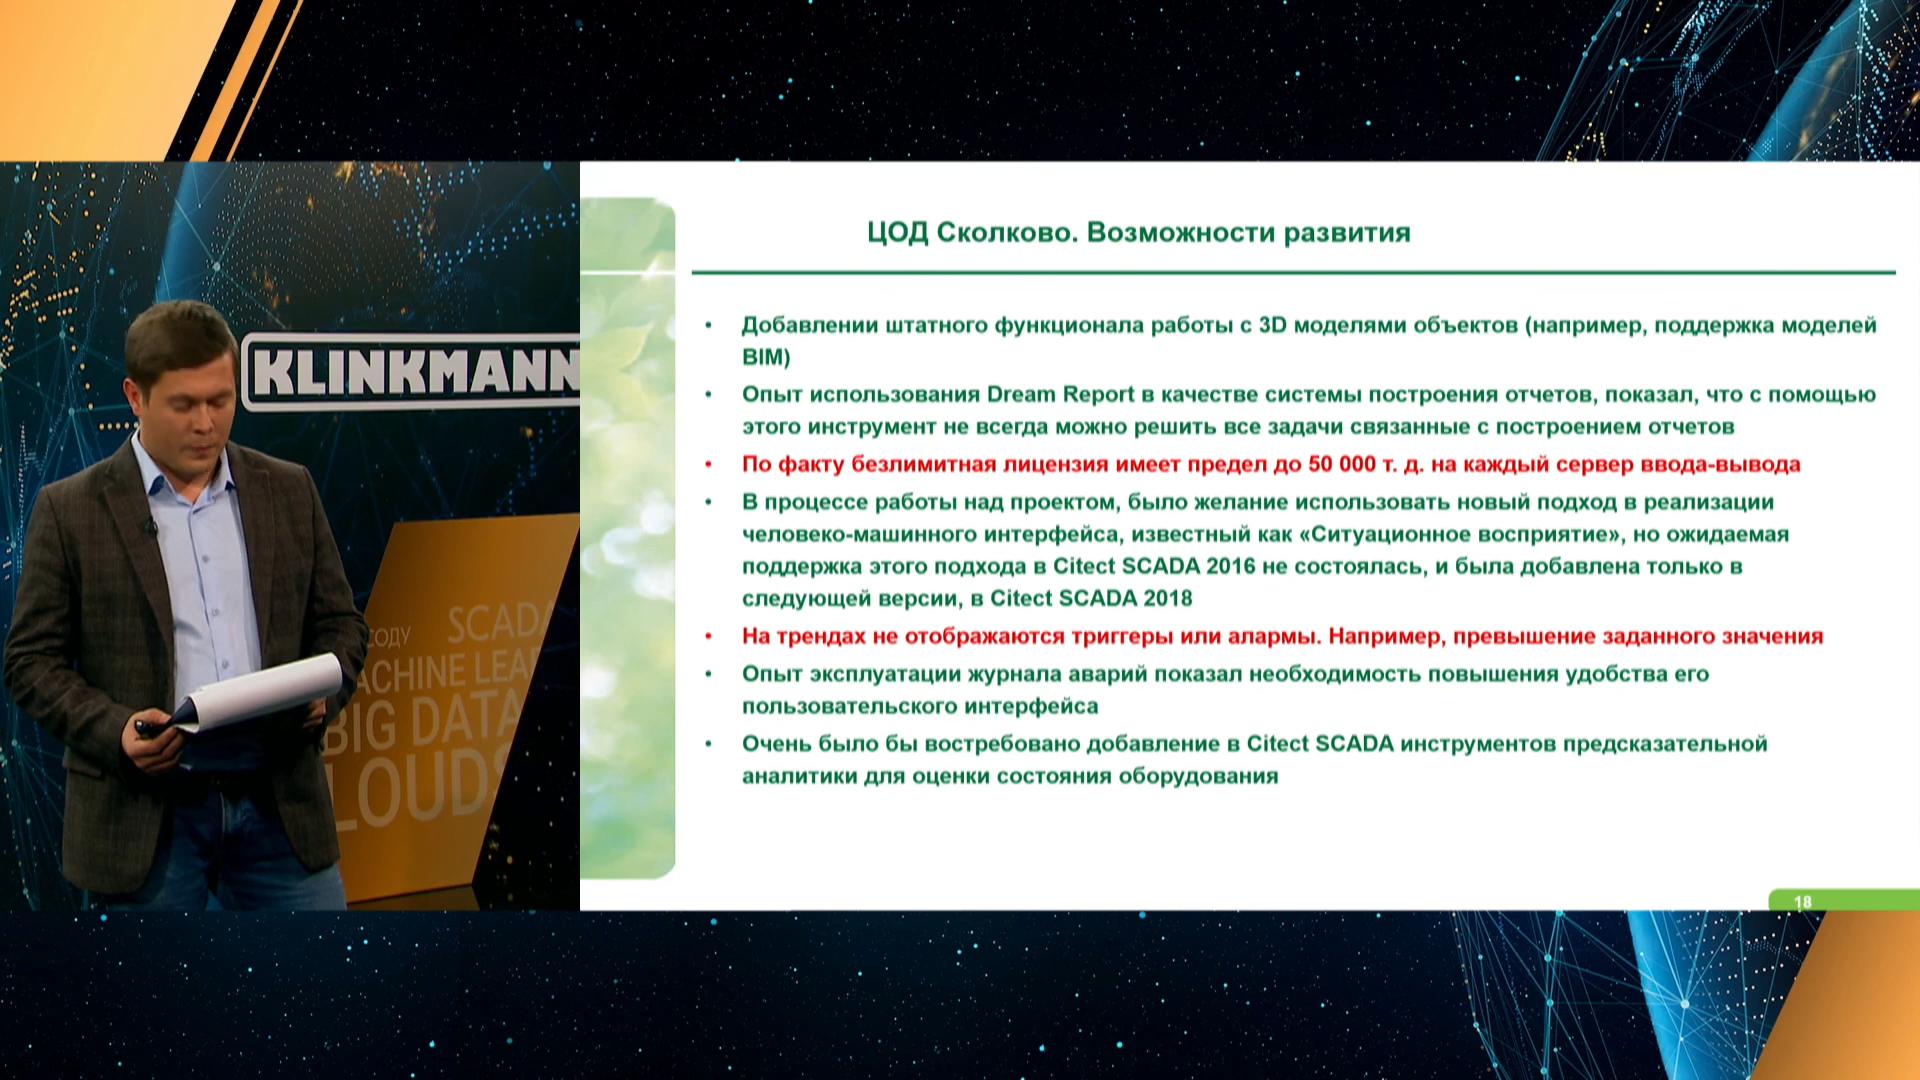 KLINKMANN
СОДУ
SCADA
MACHINE LEAR
BIG DATA
LOUDS
ЦОД Сколково. Возможности развития
• Добавлении штатного функционала работы с 3D моделями объектов (например, поддержка моделей
BIM)
• Опыт использования Dream Report в качестве системы построения отчетов, показал, что с помощью
этого инструмент не всегда можно решить все задачи связанные с построением отчетов
• По факту безлимитная лицензия имеет предел до 50 000 т. д. на каждый сервер ввода-вывода
• В процессе работы над проектом, было желание использовать новый подход в реализации
человеко-машинного интерфейса, известный как «Ситуационное восприятие», но ожидаемая
поддержка этого подхода в Citect SCADA 2016 не состоялась, и была добавлена только в
следующей версии, в Citect SCADA 2018
• На трендах не отображаются триггеры или алармы. Например, превышение заданного значения
• Опыт эксплуатации журнала аварий показал необходимость повышения удобства его
пользовательского интерфейса
• Очень было бы востребовано добавление в Citect SCADA инструментов предсказательной
аналитики для оценки состояния оборудования
18